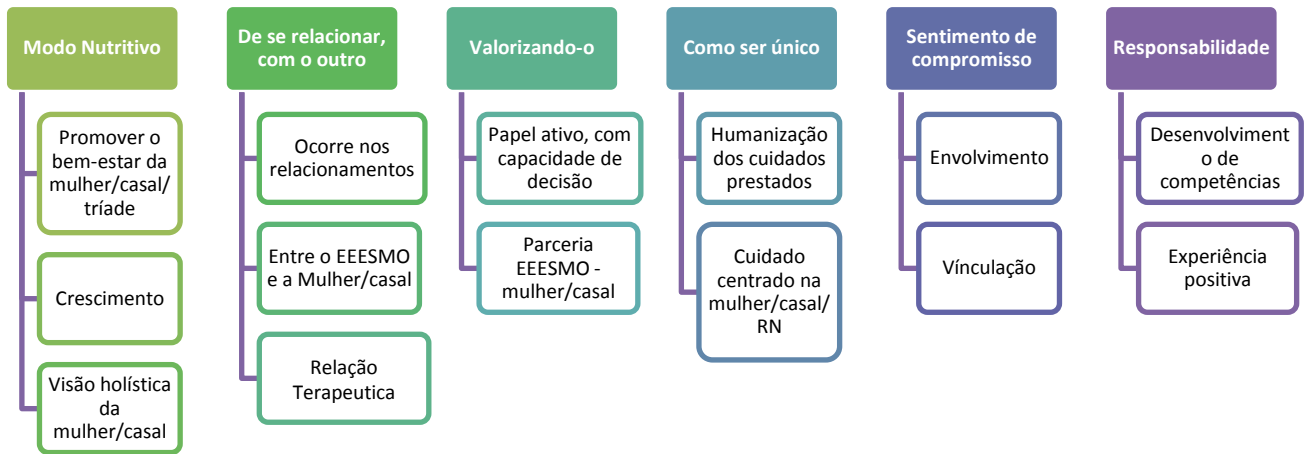 Modo Nutritivo
Promover o
bem-estar da
mulher/casal/
tríade
Crescimento
Visão holística
da
mulher/casal
De se relacionar,
com o outro
Ocorre nos
relacionamentos
Entre o EEESMO
e a Mulher/casal
Relação
Terapeutica
Valorizando-o
Papel ativo, com
capacidade de
decisão
Parceria
EEESMO -
mulher/casal
Como ser único
Humanização
dos cuidados
prestados
Cuidado
centrado na
mulher/casal/
RN
Sentimento de
compromisso
Envolvimento
Vínculação
Responsabilidade
Desenvolviment
o de
competências
Experiência
positiva